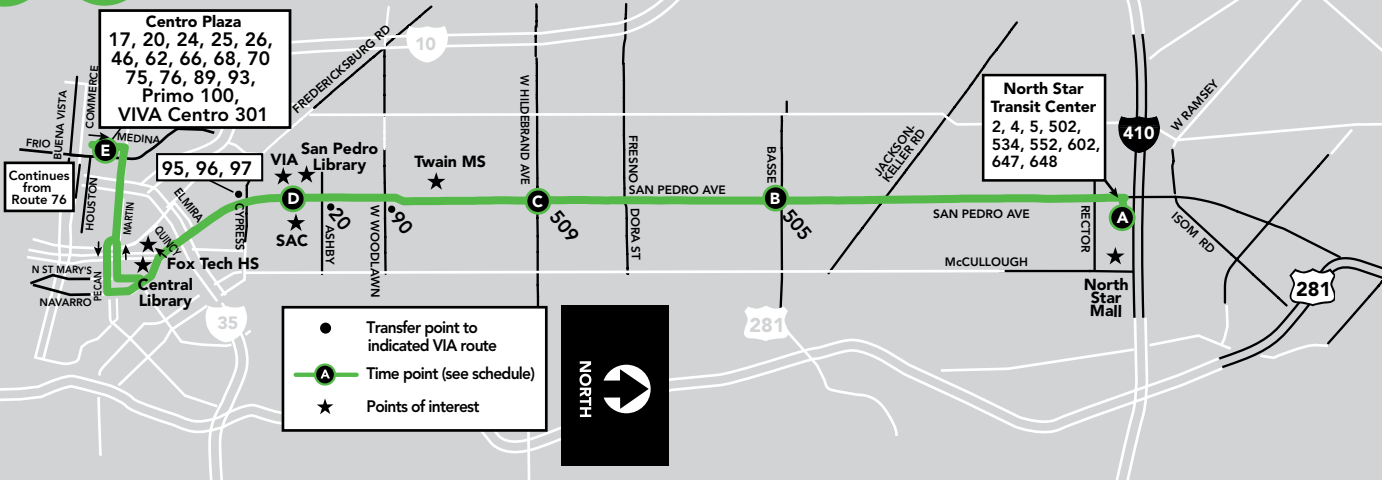 Centro Plaza
17, 20, 24, 25, 26,
46, 62, 66, 68, 70
75, 76, 89, 93,
Primo 100,
VIVA Centro 301
FREDERICKSBURG RD
10
COMMERCE
BUENA VISTA
FRIO
MEDINA
E
Continues
from
Route 76
HOUSTON
MARTIN
95, 96, 97
ELMIRA
CYPRESS
QUINCY
Fox Tech HS
Central
Library
N ST MARY'S
NAVARRO
PECAN
35
VIA
San Pedro
Library
D
SAC
20
ASHBY
W WOODLAWN
90
Twain MS
W HILDEBRAND AVE
C
509
FRESNO
DORA ST
SAN PEDRO AVE
BASSE
B
505
JACKSON-
KELLER RD
SAN PEDRO AVE
McCULLOUGH
North Star
Transit Center
2, 4, 5, 502,
534, 552, 602,
647, 648
410
W RAMSEY
A
RECTOR
ISOM RD
North
Star
Mall
281
281
Transfer point to
indicated VIA route
A
Time point (see schedule)
Points of interest
NORTH